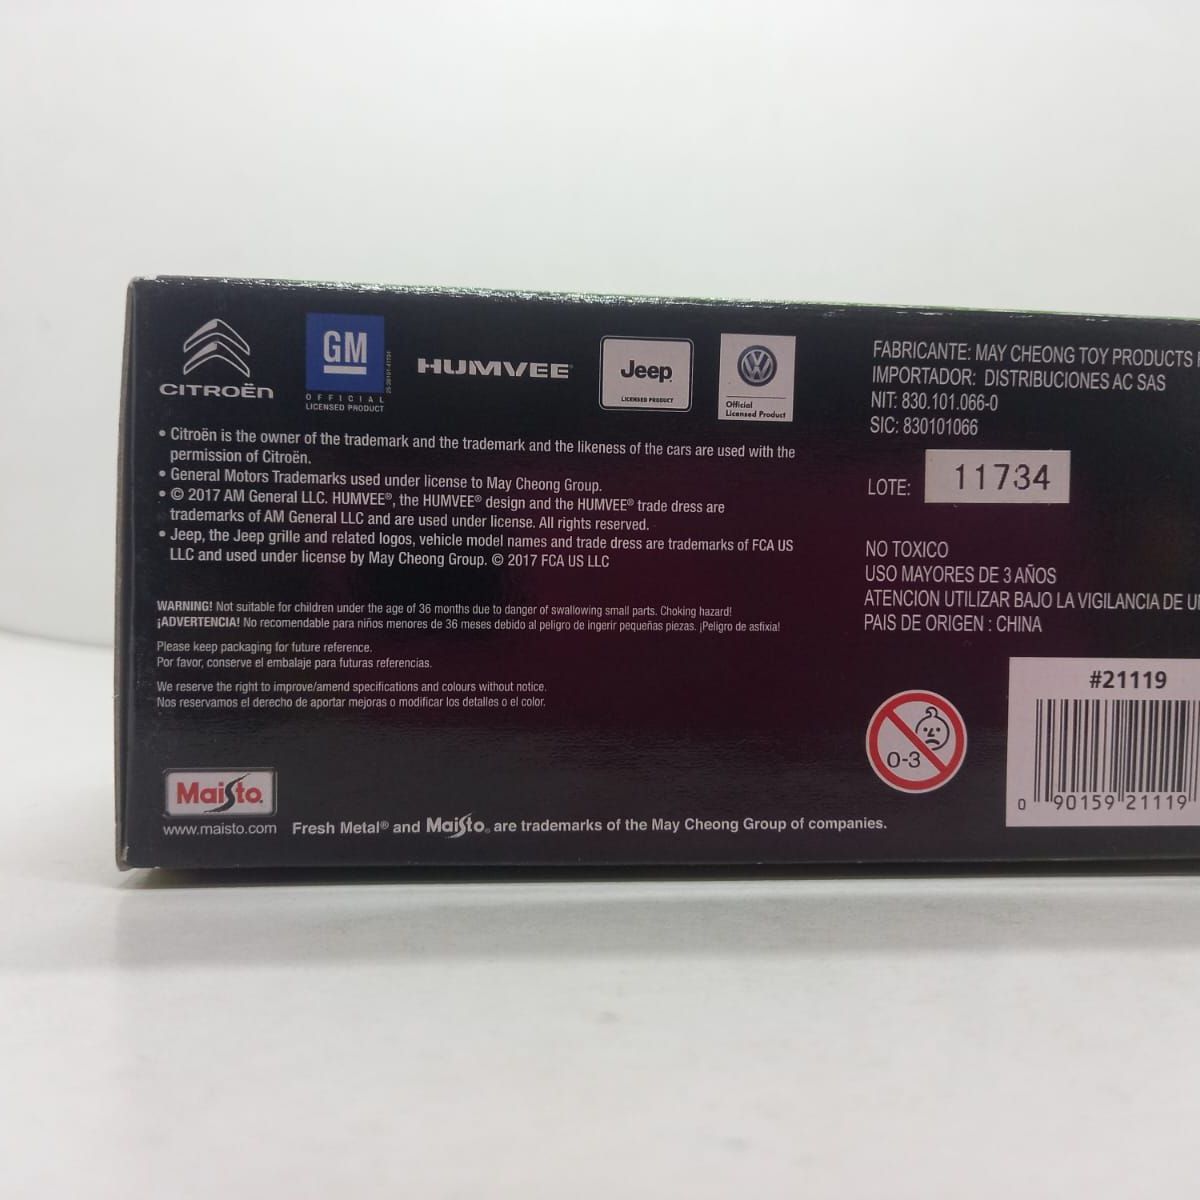 CITROËN
GM
OFFICIAL
LICENSED PRODUCT
HUMVEE
Jeep
LICENSED PRODUCT
Official
Licensed Product
• Citroën is the owner of the trademark and the trademark and the likeness of the cars are used with the
permission of Citroën.
• General Motors Trademarks used under license to May Cheong Group.
• © 2017 AM General LLC. HUMVEE®, the HUMVEE® design and the HUMVEE® trade dress are
trademarks of AM General LLC and are used under license. All rights reserved.
• Jeep, the Jeep grille and related logos, vehicle model names and trade dress are trademarks of FCA US
LLC and used under license by May Cheong Group. © 2017 FCA US LLC
WARNING! Not suitable for children under the age of 36 months due to danger of swallowing small parts. Choking hazard!
¡ADVERTENCIA! No recomendable para niños menores de 36 meses debido al peligro de ingerir pequeñas piezas. ¡Peligro de asfixia!
Please keep packaging for future reference.
Por favor, conserve el embalaje para futuras referencias.
We reserve the right to improve/amend specifications and colours without notice.
Nos reservamos el derecho de aportar mejoras o modificar los detalles o el color.
Maisto
www.maisto.com
Fresh Metal® and Maisto® are trademarks of the May Cheong Group of companies.
FABRICANTE: MAY CHEONG TOY PRODUCTS
IMPORTADOR: DISTRIBUCIONES AC SAS
NIT: 830.101.066-0
SIC: 830101066
LOTE: 11734
NO TOXICO
USO MAYORES DE 3 AÑOS
ATENCION UTILIZAR BAJO LA VIGILANCIA DE
PAIS DE ORIGEN : CHINA
0-3
#21119
0 90159 21119